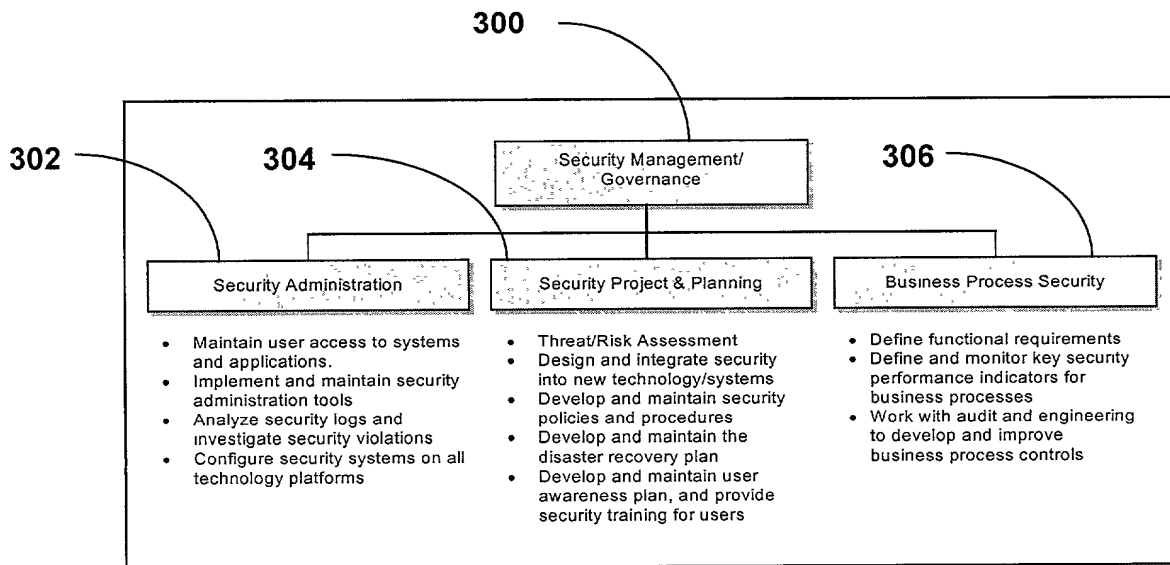 300
302
304
306
Security Management/
Governance
Security Administration
Security Project & Planning
Business Process Security
• Maintain user access to systems
and applications.
• Implement and maintain security
administration tools
• Analyze security logs and
investigate security violations
• Configure security systems on all
technology platforms
• Threat/Risk Assessment
• Design and integrate security
into new technology/systems
• Develop and maintain security
policies and procedures
• Develop and maintain the
disaster recovery plan
• Develop and maintain user
awareness plan, and provide
security training for users
• Define functional requirements
• Define and monitor key security
performance indicators for
business processes
• Work with audit and engineering
to develop and improve
business process controls